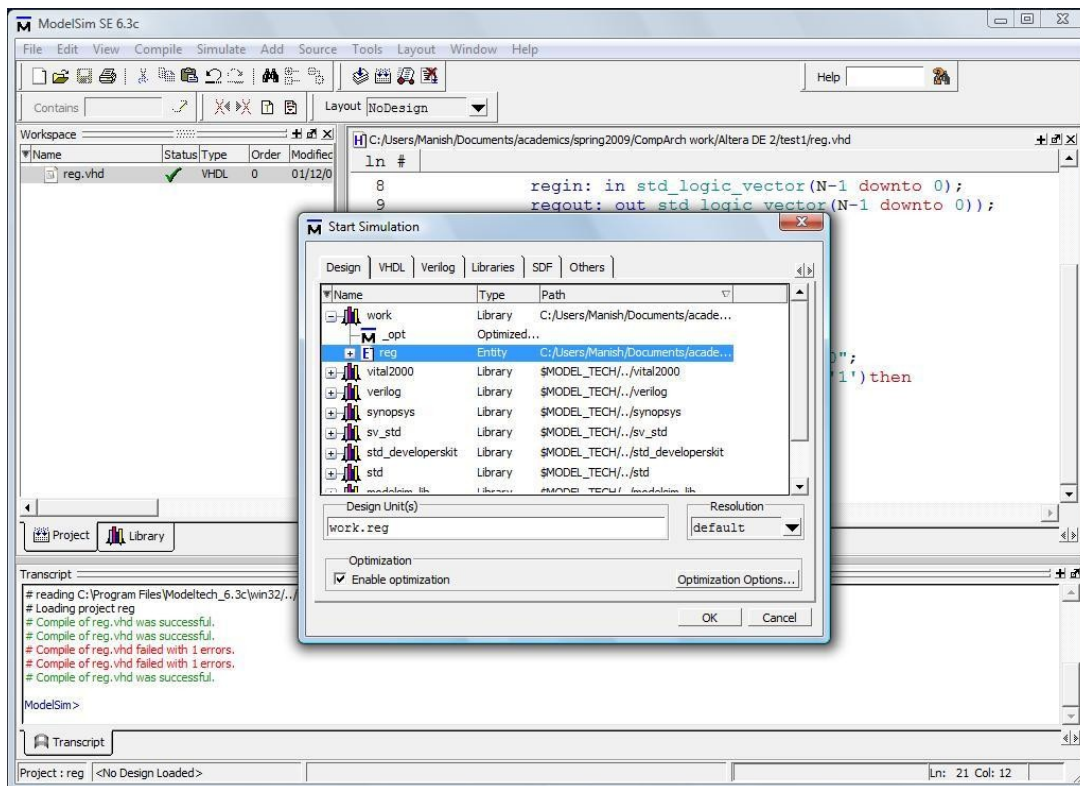 ModelSim SE 6.3c
File Edit View Compile Simulate Add Source Tools Layout Window Help
Help
Contains
Layout NoDesign
Workspace
Name Status Type Order Modified
reg.vhd VHDL 0 01/12/0
Project Library
C:/Users/Manish/Documents/academics/spring2009/CompArch work/Altera DE 2/test1/reg.vhd
ln #
8 regin: in std_logic_vector(N-1 downto 0);
9 regout: out std_logic_vector(N-1 downto 0));
0";
'1')then
Start Simulation
Design VHDL Verilog Libraries SDF Others
Name Type Path
work Library C:/Users/Manish/Documents/acade...
_opt Optimized...
E reg Entity C:/Users/Manish/Documents/acade...
vital2000 Library $MODEL_TECH/../vital2000
verilog Library $MODEL_TECH/../verilog
synopsys Library $MODEL_TECH/../synopsys
sv_std Library $MODEL_TECH/../sv_std
std_developerskit Library $MODEL_TECH/../std_developerskit
std Library $MODEL_TECH/../std
modelsim_lib Library $MODEL_TECH/../modelsim_lib
Design Unit(s)
work.reg
Resolution
default
Optimization
Enable optimization
Optimization Options...
OK Cancel
Transcript
# reading C:\Program Files\Modeltech_6.3c\win32/../
# Loading project reg
# Compile of reg.vhd was successful.
# Compile of reg.vhd was successful.
# Compile of reg.vhd failed with 1 errors.
# Compile of reg.vhd failed with 1 errors.
# Compile of reg.vhd was successful.
ModelSim>
Transcript
Project : reg <No Design Loaded> Ln: 21 Col: 12